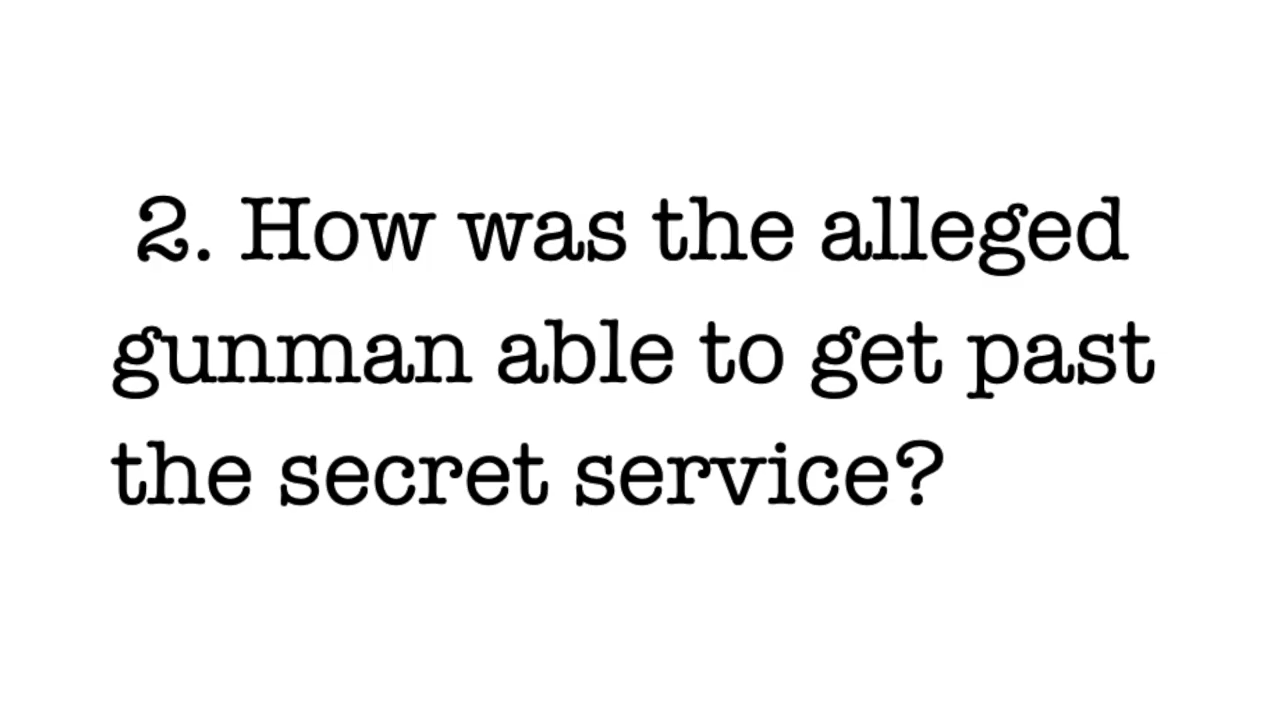 2. How was the alleged
gunman able to get past
the secret service?